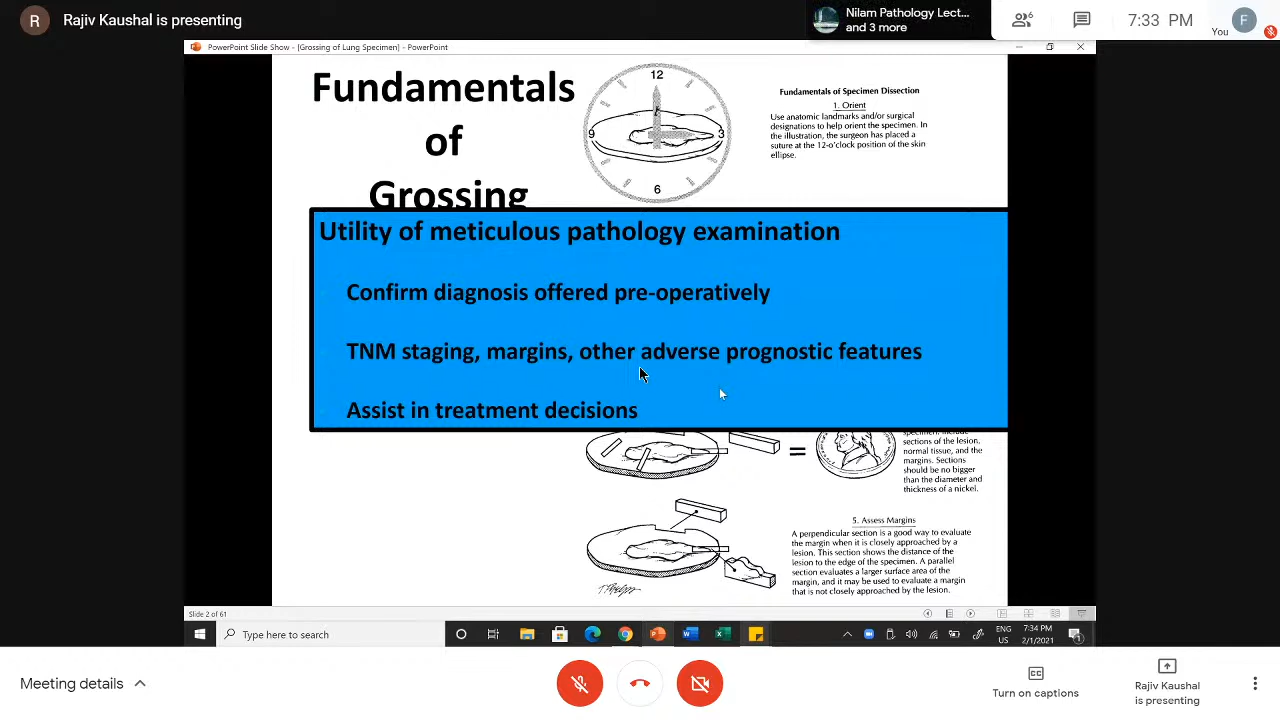 R
Rajiv Kaushal is presenting
Nilam Pathology Lect...
and 3 more
6
7:33 PM
You
F
PowerPoint Slide Show - [Grossing of Lung Specimen] - PowerPoint
Fundamentals
of
Grossing
12
9
3
6
Fundamentals of Specimen Dissection
1. Orient
Use anatomic landmarks and/or surgical
designations to help orient the specimen. In
the illustration, the surgeon has placed a
suture at the 12-o'clock position of the skin
ellipse.
Utility of meticulous pathology examination
Confirm diagnosis offered pre-operatively
TNM staging, margins, other adverse prognostic features
Assist in treatment decisions
=
specimen, include
sections of the lesion,
normal tissue, and the
margins. Sections
should be no bigger
than the diameter and
thickness of a nickel.
5. Assess Margins
A perpendicular section is a good way to evaluate
the margin when it is closely approached by a
lesion. This section shows the distance of the
lesion to the edge of the specimen. A parallel
section evaluates a larger surface area of the
margin, and it may be used to evaluate a margin
that is not closely approached by the lesion.
Slide 2 of 61
Type here to search
ENG
US
7:34 PM
2/1/2021
1
Meeting details
CC
Turn on captions
Rajiv Kaushal
is presenting